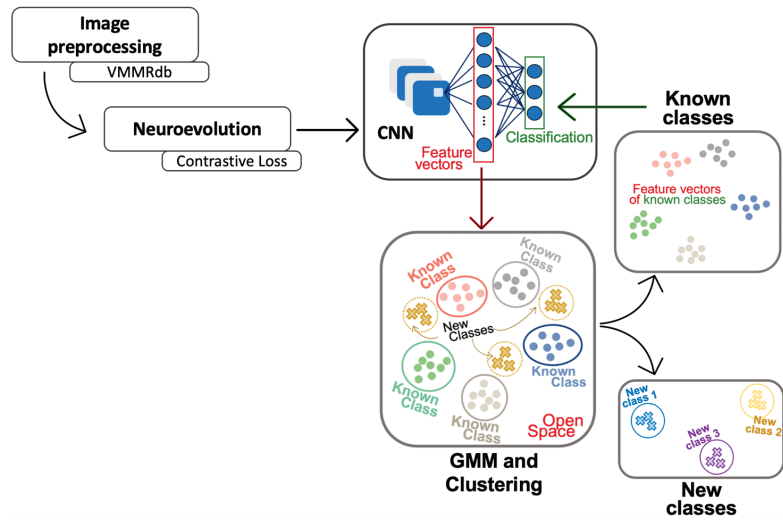 Image
preprocessing
VMMRdb
Neuroevolution
Contrastive Loss
CNN
...
Feature
vectors
Classification
Known
classes
Feature vectors
of known classes
Known
Class
Known
Class
New
Classes
Known
Class
Known
Class
Known
Class
Open
Space
GMM and
Clustering
New
class 1
New
class 2
New
class 3
New
classes